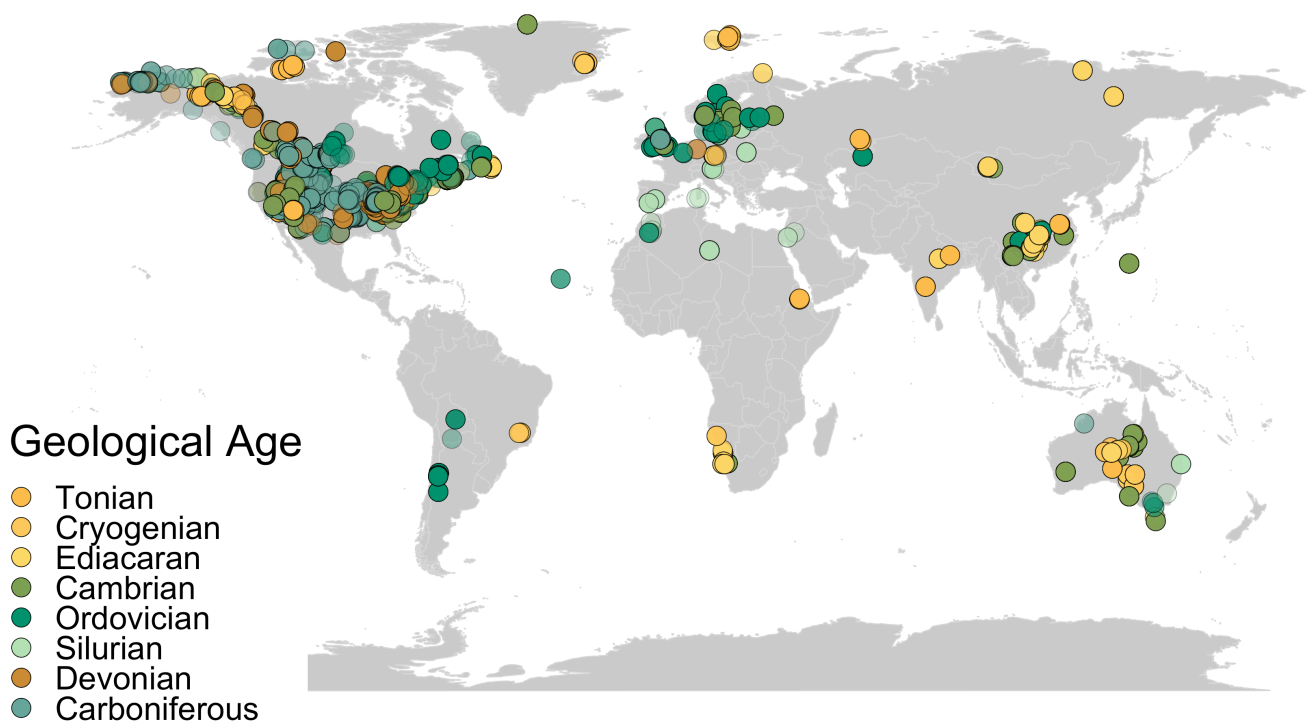 Geological Age
Tonian
Cryogenian
Ediacaran
Cambrian
Ordovician
Silurian
Devonian
Carboniferous